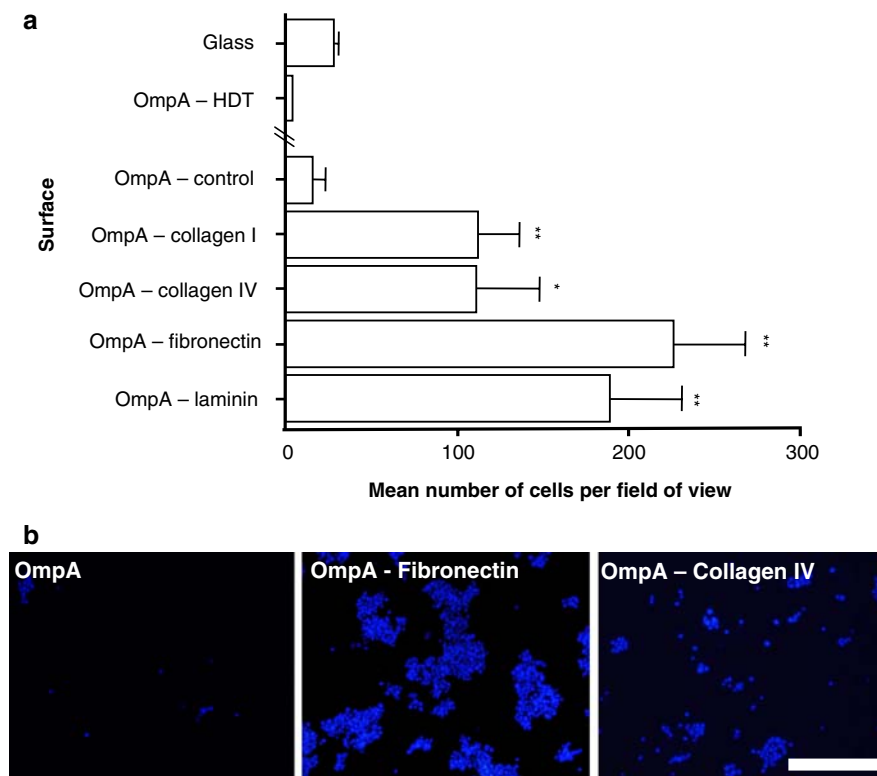 a
Surface
Glass
OmpA – HDT
OmpA – control
OmpA – collagen I
**
OmpA – collagen IV
*
OmpA – fibronectin
**
OmpA – laminin
**
0 100 200 300
Mean number of cells per field of view
b
OmpA
OmpA - Fibronectin
OmpA – Collagen IV